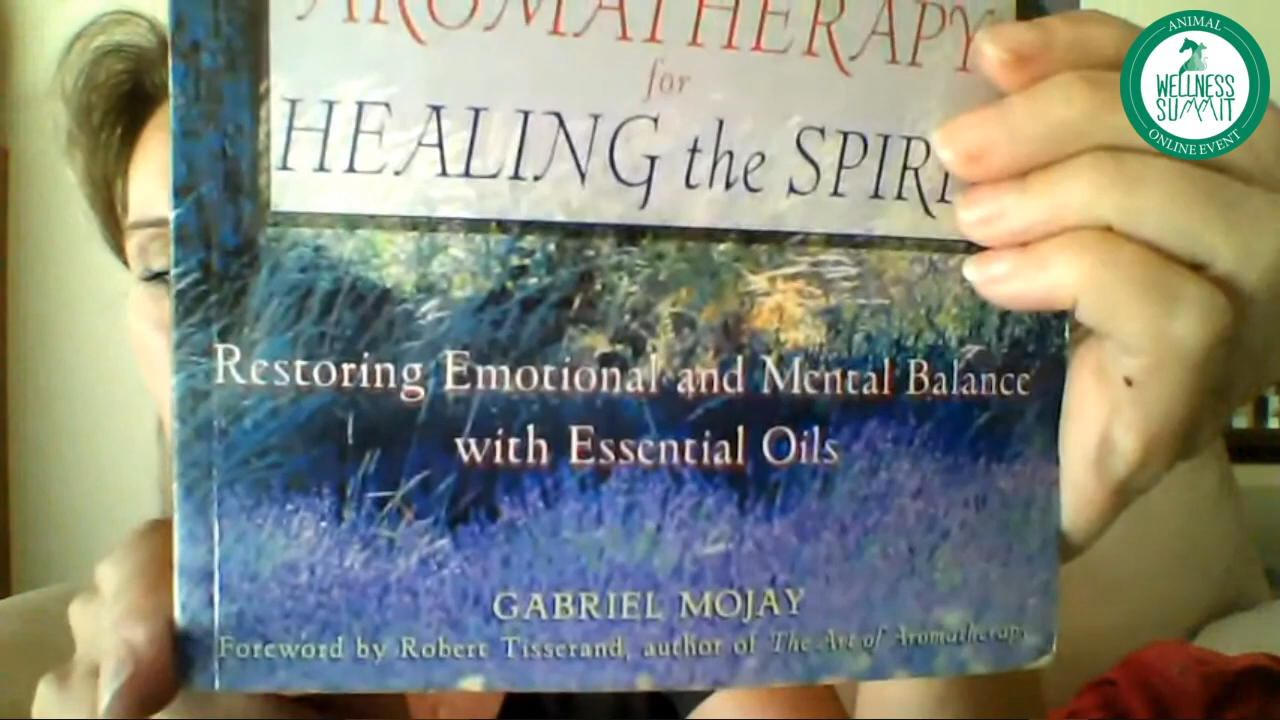 AROMATHERAPY
for
HEALING the SPIRI
Restoring Emotional and Mental Balance
with Essential Oils
GABRIEL MOJAY
Foreword by Robert Tisserand, author of The Art of Aromatherapy
ANIMAL
WELLNESS
SUMMIT
ONLINE EVENT